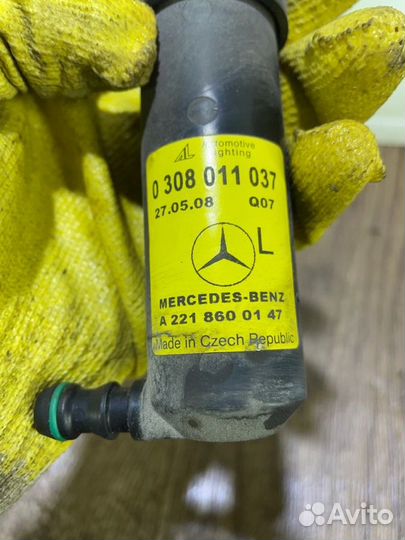 AL Automotive
Lighting
0 308 011 037
27.05.08 Q07
L
MERCEDES-BENZ
A 221 860 01 47
Made in Czech Republic
Avito